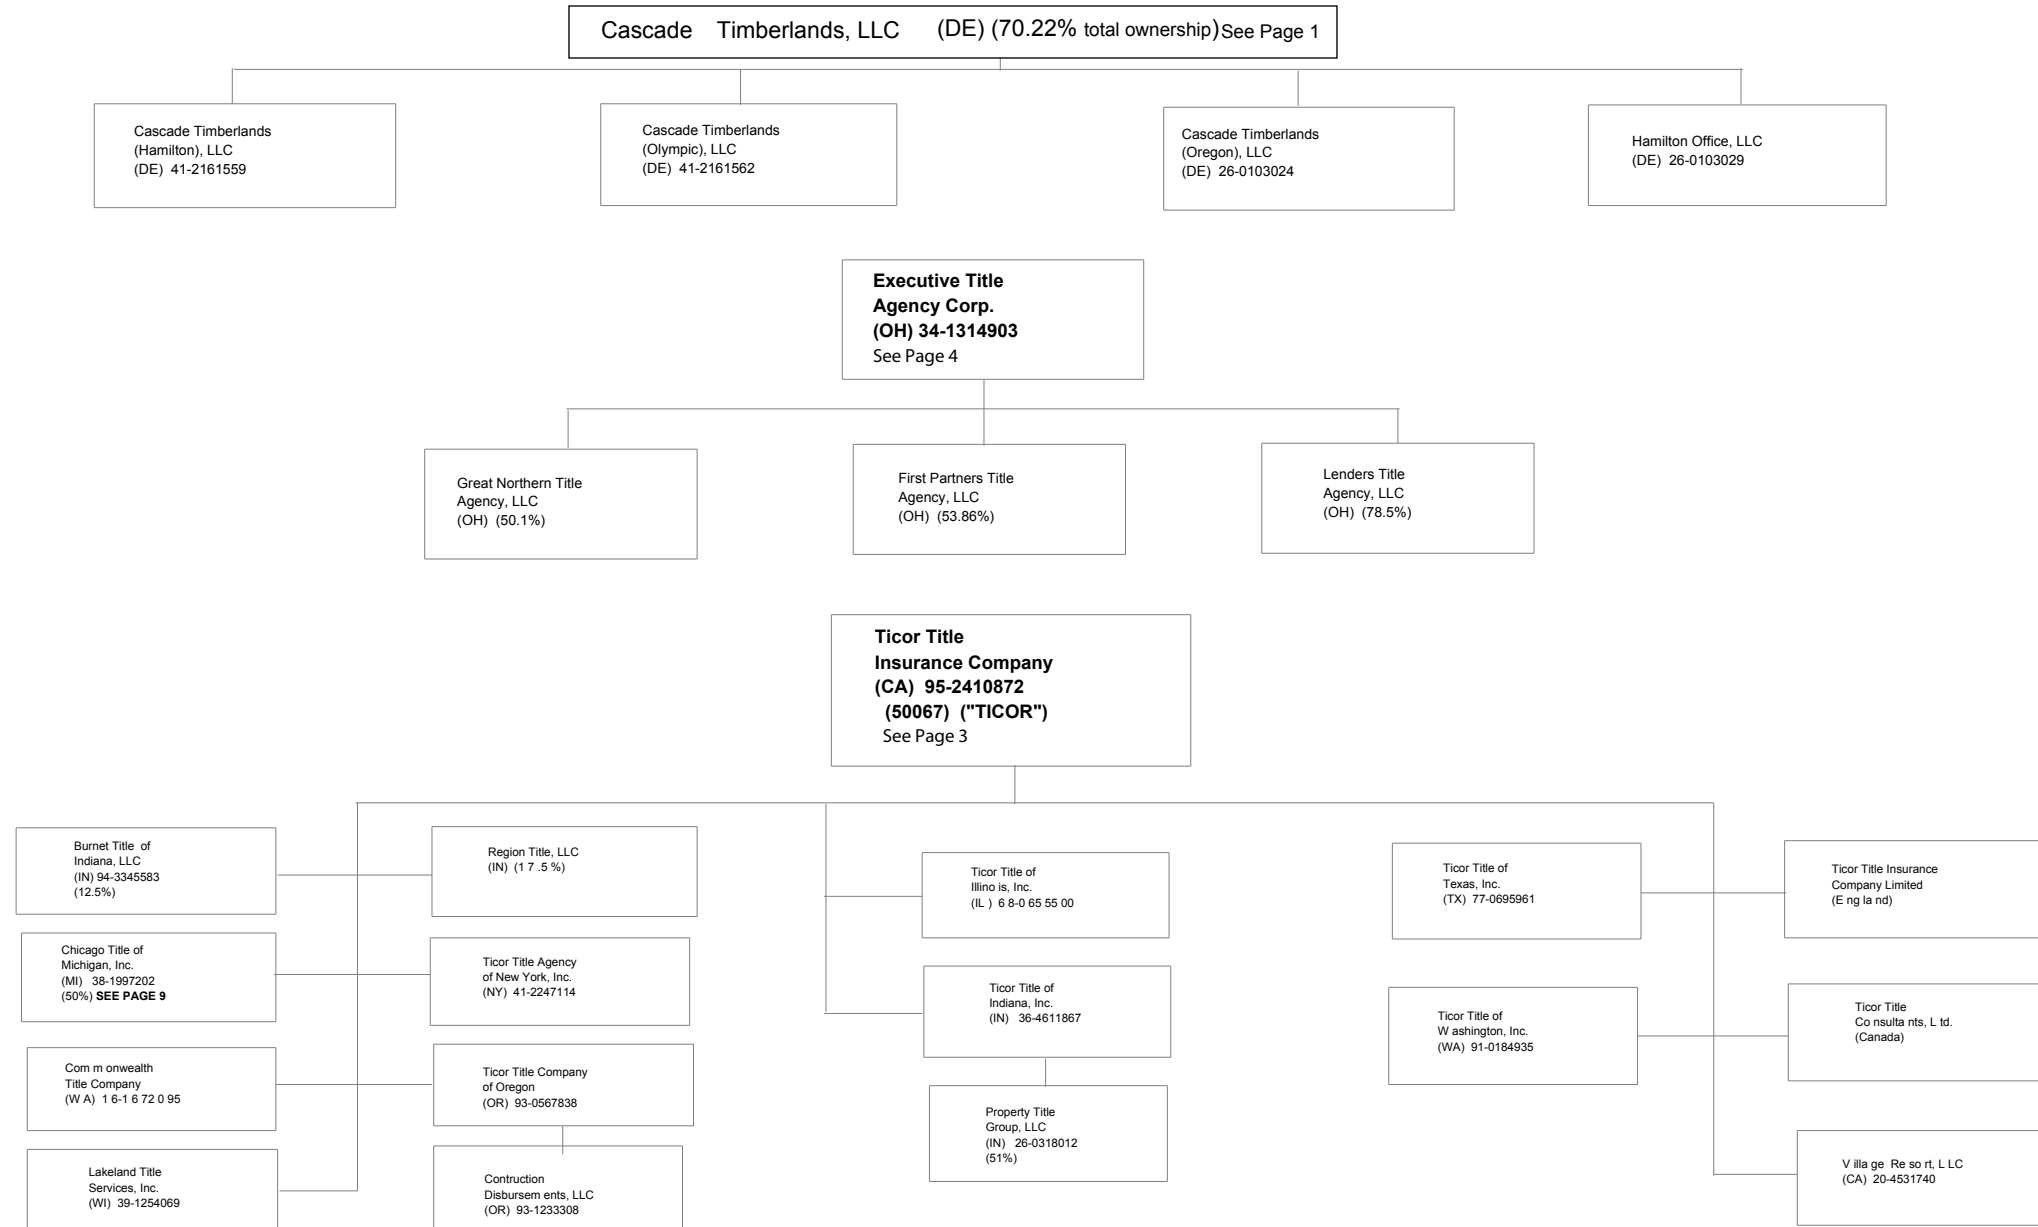 Cascade Timberlands, LLC (DE) (70.22% total ownership) See Page 1
Cascade Timberlands
(Hamilton), LLC
(DE) 41-2161559
Cascade Timberlands
(Olympic), LLC
(DE) 41-2161562
Cascade Timberlands
(Oregon), LLC
(DE) 26-0103024
Hamilton Office, LLC
(DE) 26-0103029
Executive Title
Agency Corp.
(OH) 34-1314903
See Page 4
Great Northern Title
Agency, LLC
(OH) (50.1%)
First Partners Title
Agency, LLC
(OH) (53.86%)
Lenders Title
Agency, LLC
(OH) (78.5%)
Ticor Title
Insurance Company
(CA) 95-2410872
(50067) ("TICOR")
See Page 3
Burnet Title of
Indiana, LLC
(IN) 94-3345583
(12.5%)
Region Title, LLC
(IN) (1 7 .5 %)
Ticor Title of
Illino is, Inc.
(IL ) 6 8-0 65 55 00
Ticor Title of
Texas, Inc.
(TX) 77-0695961
Ticor Title Insurance
Company Limited
(E ng la nd)
Chicago Title of
Michigan, Inc.
(MI) 38-1997202
(50%) SEE PAGE 9
Ticor Title Agency
of New York, Inc.
(NY) 41-2247114
Ticor Title of
Indiana, Inc.
(IN) 36-4611867
Ticor Title of
W ashington, Inc.
(WA) 91-0184935
Ticor Title
Co nsulta nts, L td.
(Canada)
Com m onwealth
Title Company
(W A) 1 6-1 6 72 0 95
Ticor Title Company
of Oregon
(OR) 93-0567838
Property Title
Group, LLC
(IN) 26-0318012
(51%)
Lakeland Title
Services, Inc.
(WI) 39-1254069
Contruction
Disbursem ents, LLC
(OR) 93-1233308
V illa ge Re so rt, L LC
(CA) 20-4531740